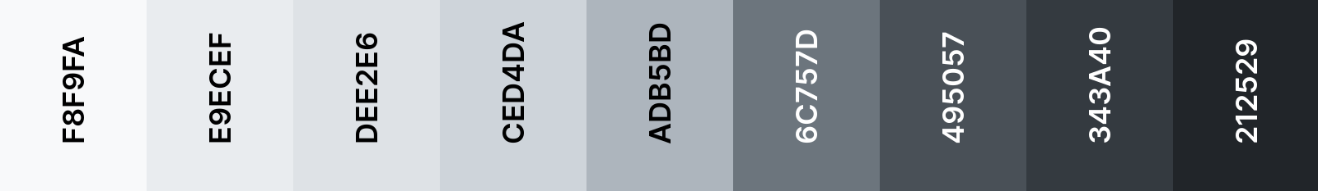 F8F9FA
E9ECEF
DEE2E6
CED4DA
ADB5BD
6C757D
495057
343A40
212529